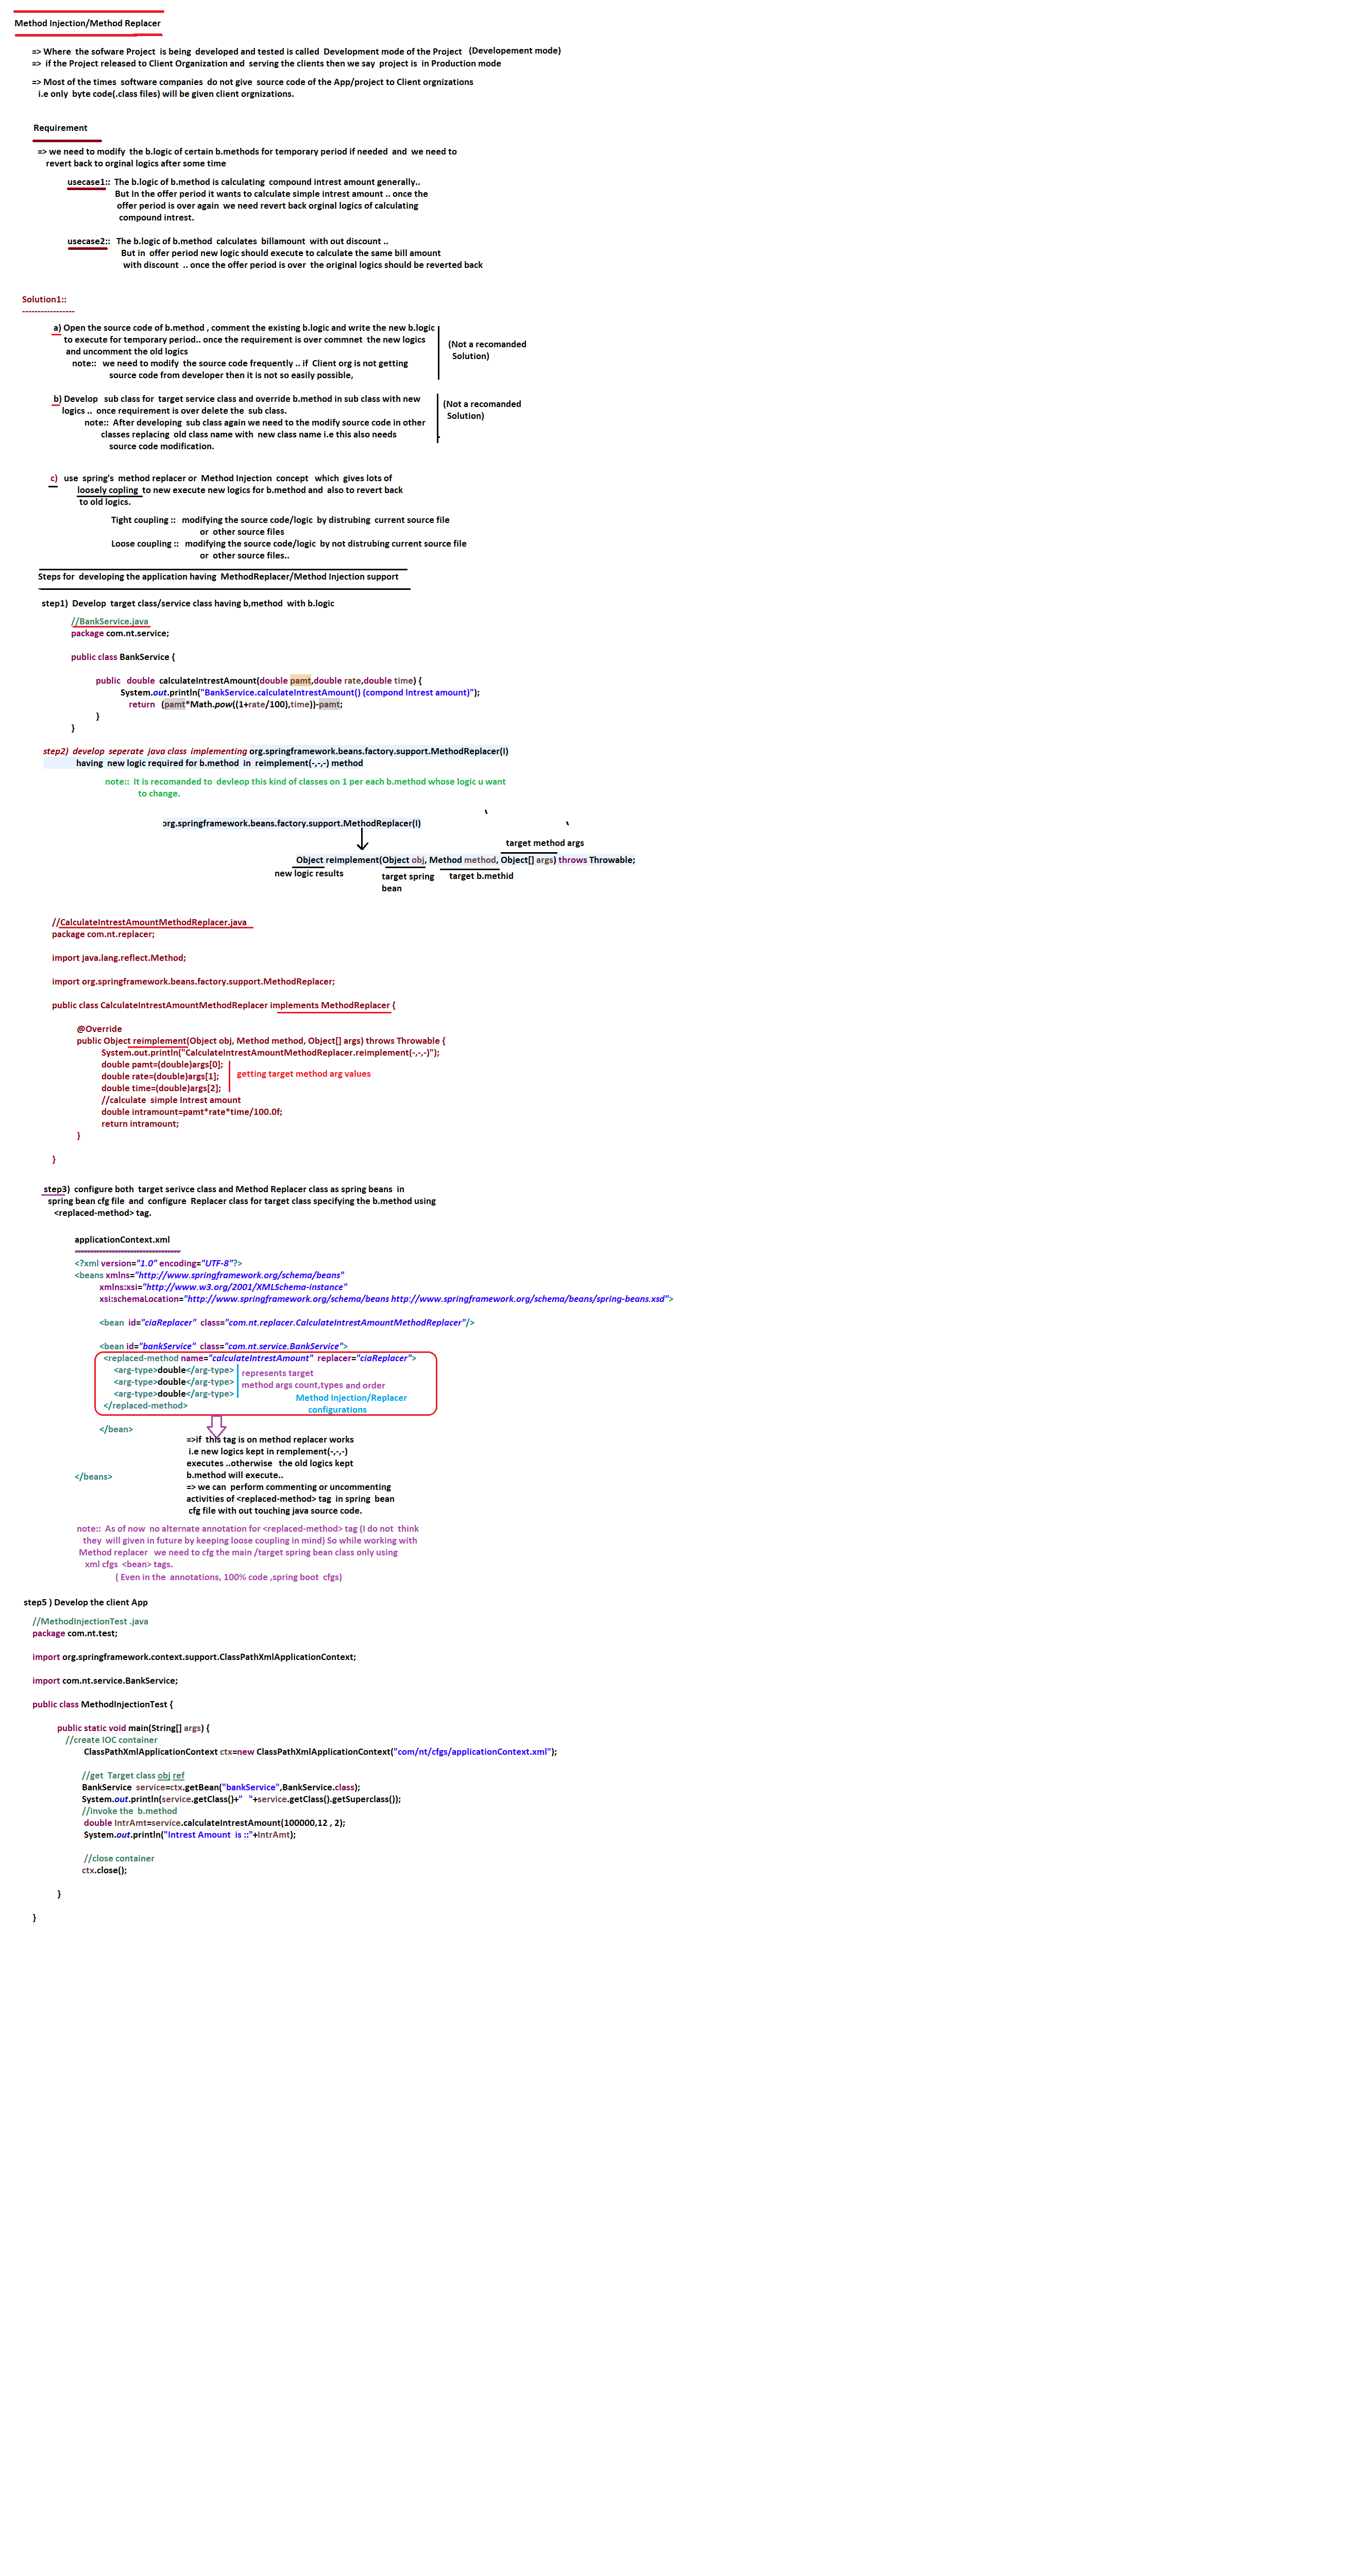 Method Injection/Method Replacer
=> Where the sofware Project is being developed and tested is called Development mode of the Project (Developement mode)
=> if the Project released to Client Organization and serving the clients then we say project is in Production mode
=> Most of the times software companies do not give source code of the App/project to Client orgnizations
i.e only byte code(.class files) will be given client orgnizations.
Requirement
=> we need to modify the b.logic of certain b.methods for temporary period if needed and we need to
revert back to orginal logics after some time
usecase1:: The b.logic of b.method is calculating compound intrest amount generally..
But In the offer period it wants to calculate simple intrest amount .. once the
offer period is over again we need revert back orginal logics of calculating
compound intrest.
usecase2:: The b.logic of b.method calculates billamount with out discount ..
But in offer period new logic should execute to calculate the same bill amount
with discount .. once the offer period is over the original logics should be reverted back
Solution1::
----------------
a) Open the source code of b.method , comment the existing b.logic and write the new b.logic
to execute for temporary period.. once the requirement is over commnet the new logics
and uncomment the old logics
note:: we need to modify the source code frequently .. if Client org is not getting
source code from developer then it is not so easily possible,
(Not a recomanded
Solution)
b) Develop sub class for target service class and override b.method in sub class with new
logics .. once requirement is over delete the sub class.
note:: After developing sub class again we need to the modify source code in other
classes replacing old class name with new class name i.e this also needs
source code modification.
(Not a recomanded
Solution)
c) use spring's method replacer or Method Injection concept which gives lots of
loosely copling to new execute new logics for b.method and also to revert back
to old logics.
Tight coupling :: modifying the source code/logic by distrubing current source file
or other source files
Loose coupling :: modifying the source code/logic by not distrubing current source file
or other source files..
Steps for developing the application having MethodReplacer/Method Injection support
step1) Develop target class/service class having b,method with b.logic
//BankService.java
package com.nt.service;
public class BankService {
public double calculateIntrestAmount(double pamt,double rate,double time) {
System.out.println("BankService.calculateIntrestAmount() (compond Intrest amount)");
return (pamt*Math.pow((1+rate/100),time))-pamt;
}
}
step2) develop seperate java class implementing org.springframework.beans.factory.support.MethodReplacer(I)
having new logic required for b.method in reimplement(-,-,-) method
note:: It is recomanded to devleop this kind of classes on 1 per each b.method whose logic u want
to change.
org.springframework.beans.factory.support.MethodReplacer(I)
target method args
Object reimplement(Object obj, Method method, Object[] args) throws Throwable;
new logic results
target spring
bean
target b.methid
//CalculateIntrestAmountMethodReplacer.java
package com.nt.replacer;
import java.lang.reflect.Method;
import org.springframework.beans.factory.support.MethodReplacer;
public class CalculateIntrestAmountMethodReplacer implements MethodReplacer {
@Override
public Object reimplement(Object obj, Method method, Object[] args) throws Throwable {
System.out.println("CalculateIntrestAmountMethodReplacer.reimplement(-,-,-)");
double pamt=(double)args[0];
double rate=(double)args[1];
double time=(double)args[2];
getting target method arg values
//calculate simple Intrest amount
double intramount=pamt*rate*time/100.0f;
return intramount;
}
}
step3) configure both target serivce class and Method Replacer class as spring beans in
spring bean cfg file and configure Replacer class for target class specifying the b.method using
<replaced-method> tag.
applicationContext.xml
----------------------------------
<?xml version="1.0" encoding="UTF-8"?>
<beans xmlns="http://www.springframework.org/schema/beans"
xmlns:xsi="http://www.w3.org/2001/XMLSchema-instance"
xsi:schemaLocation="http://www.springframework.org/schema/beans http://www.springframework.org/schema/beans/spring-beans.xsd">
<bean id="ciaReplacer" class="com.nt.replacer.CalculateIntrestAmountMethodReplacer"/>
<bean id="bankService" class="com.nt.service.BankService">
<replaced-method name="calculateIntrestAmount" replacer="ciaReplacer">
<arg-type>double</arg-type>
<arg-type>double</arg-type>
<arg-type>double</arg-type>
represents target
method args count,types and order
</replaced-method>
Method Injection/Replacer
configurations
</bean>
=>if this tag is on method replacer works
i.e new logics kept in remplement(-,-,-)
executes ..otherwise the old logics kept
b.method will execute..
=> we can perform commenting or uncommenting
activities of <replaced-method> tag in spring bean
cfg file with out touching java source code.
</beans>
note:: As of now no alternate annotation for <replaced-method> tag (I do not think
they will given in future by keeping loose coupling in mind) So while working with
Method replacer we need to cfg the main /target spring bean class only using
xml cfgs <bean> tags.
( Even in the annotations, 100% code ,spring boot cfgs)
step5 ) Develop the client App
//MethodInjectionTest .java
package com.nt.test;
import org.springframework.context.support.ClassPathXmlApplicationContext;
import com.nt.service.BankService;
public class MethodInjectionTest {
public static void main(String[] args) {
//create IOC container
ClassPathXmlApplicationContext ctx=new ClassPathXmlApplicationContext("com/nt/cfgs/applicationContext.xml");
//get Target class obj ref
BankService service=ctx.getBean("bankService",BankService.class);
System.out.println(service.getClass()+" "+service.getClass().getSuperclass());
//invoke the b.method
double IntrAmt=service.calculateIntrestAmount(100000,12 , 2);
System.out.println("Intrest Amount is ::"+IntrAmt);
//close container
ctx.close();
}
}